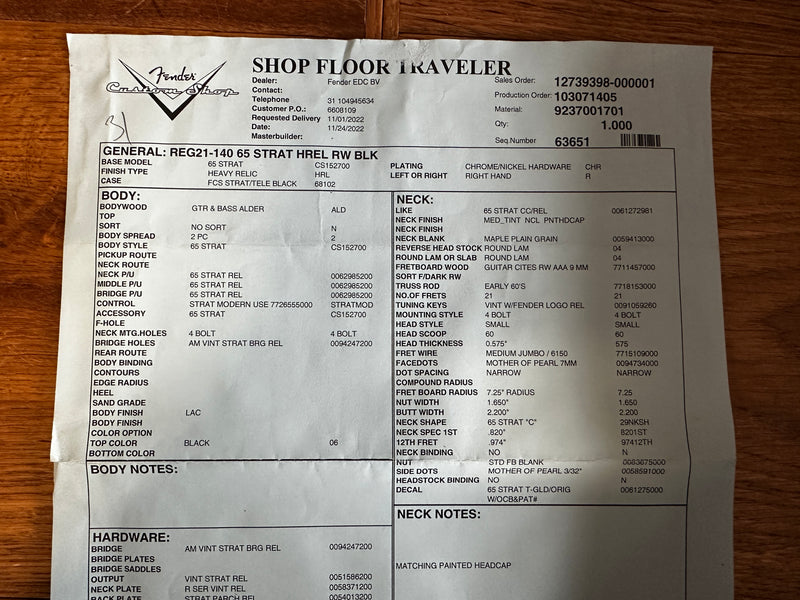 Fender
Custom Shop
31
SHOP FLOOR TRAVELER
Dealer: Fender EDC BV
Contact:
Telephone 31 104945634
Customer P.O.: 6608109
Requested Delivery 11/01/2022
Date: 11/24/2022
Masterbuilder:
Sales Order: 12739398-000001
Production Order: 103071405
Material: 9237001701
Qty: 1.000
Seq Number 63651
GENERAL: REG21-140 65 STRAT HREL RW BLK
BASE MODEL 65 STRAT CS152700 PLATING CHROME/NICKEL HARDWARE CHR
FINISH TYPE HEAVY RELIC HRL LEFT OR RIGHT RIGHT HAND R
CASE FCS STRAT/TELE BLACK 68102
BODY:
BODYWOOD GTR & BASS ALDER ALD
TOP
SORT NO SORT N
BODY SPREAD 2 PC 2
BODY STYLE 65 STRAT CS152700
PICKUP ROUTE
NECK ROUTE
NECK P/U 65 STRAT REL 0062985200
MIDDLE P/U 65 STRAT REL 0062985200
BRIDGE P/U 65 STRAT REL 0062985200
CONTROL STRAT MODERN USE 7726555000 STRATMOD
ACCESSORY 65 STRAT CS152700
F-HOLE
NECK MTG.HOLES 4 BOLT 4 BOLT
BRIDGE HOLES AM VINT STRAT BRG REL 0094247200
REAR ROUTE
BODY BINDING
CONTOURS
EDGE RADIUS
HEEL
SAND GRADE
BODY FINISH LAC
BODY FINISH
COLOR OPTION
TOP COLOR BLACK 06
BOTTOM COLOR
BODY NOTES:
HARDWARE:
BRIDGE AM VINT STRAT BRG REL 0094247200
BRIDGE PLATES
BRIDGE SADDLES
OUTPUT VINT STRAT REL 0051586200
NECK PLATE R SER VINT REL 0058371200
BACK PLATE STRAT PARCH REL 0054013200
NECK:
LIKE 65 STRAT CC/REL 0061272981
NECK FINISH MED_TINT NCL PNTHDCAP
NECK FINISH
NECK BLANK MAPLE PLAIN GRAIN 0059413000
REVERSE HEAD STOCK ROUND LAM 04
ROUND LAM OR SLAB ROUND LAM 04
FRETBOARD WOOD GUITAR CITES RW AAA 9 MM 7711457000
SORT F/DARK RW
TRUSS ROD EARLY 60'S 7718153000
NO.OF FRETS 21 21
TUNING KEYS VINT W/FENDER LOGO REL 0091059260
MOUNTING STYLE 4 BOLT 4 BOLT
HEAD STYLE SMALL SMALL
HEAD SCOOP 60 60
HEAD THICKNESS 0.575" 575
FRET WIRE MEDIUM JUMBO / 6150 7715109000
FACEDOTS MOTHER OF PEARL 7MM 0094734000
DOT SPACING NARROW NARROW
COMPOUND RADIUS
FRET BOARD RADIUS 7.25" RADIUS 7.25
NUT WIDTH 1.650" 1.650
BUTT WIDTH 2.200" 2.200
NECK SHAPE 65 STRAT "C" 29NKSH
NECK SPEC 1ST .820" 8201ST
12TH FRET .974" 97412TH
NECK BINDING NO N
NUT STD FB BLANK 0083675000
SIDE DOTS MOTHER OF PEARL 3/32" 0058591000
HEADSTOCK BINDING NO N
DECAL 65 STRAT T-GLD/ORIG 0061275000
W/OCB&PAT#
NECK NOTES:
MATCHING PAINTED HEADCAP